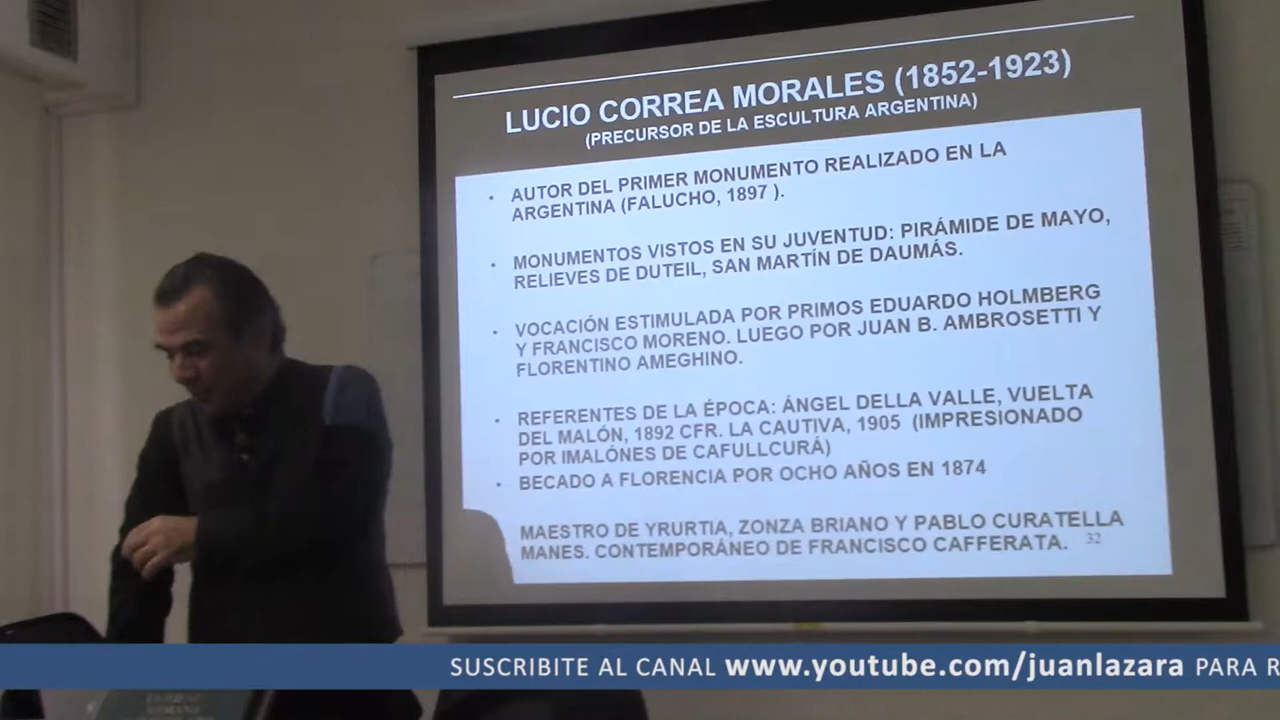 LUCIO CORREA MORALES (1852-1923)
(PRECURSOR DE LA ESCULTURA ARGENTINA)
• AUTOR DEL PRIMER MONUMENTO REALIZADO EN LA
ARGENTINA (FALUCHO, 1897 ).
• MONUMENTOS VISTOS EN SU JUVENTUD: PIRÁMIDE DE MAYO,
RELIEVES DE DUTEIL, SAN MARTÍN DE DAUMÁS.
• VOCACIÓN ESTIMULADA POR PRIMOS EDUARDO HOLMBERG
Y FRANCISCO MORENO. LUEGO POR JUAN B. AMBROSETTI Y
FLORENTINO AMEGHINO.
• REFERENTES DE LA ÉPOCA: ÁNGEL DELLA VALLE, VUELTA
DEL MALÓN, 1892 CFR. LA CAUTIVA, 1905 (IMPRESIONADO
POR IMALÓNES DE CAFULLCURÁ)
• BECADO A FLORENCIA POR OCHO AÑOS EN 1874
MAESTRO DE YRURTIA, ZONZA BRIANO Y PABLO CURATELLA
MANES. CONTEMPORÁNEO DE FRANCISCO CAFFERATA. 32
SUSCRIBITE AL CANAL www.youtube.com/juanlazara PARA R